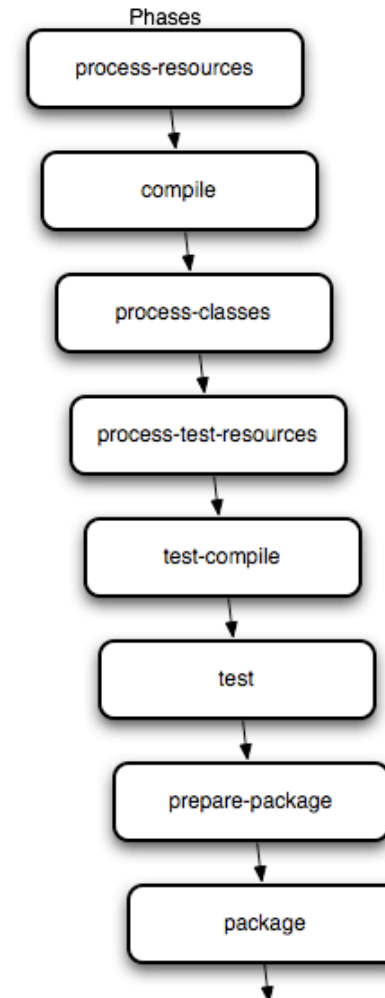 Phases
process-resources
compile
process-classes
process-test-resources
test-compile
test
prepare-package
package